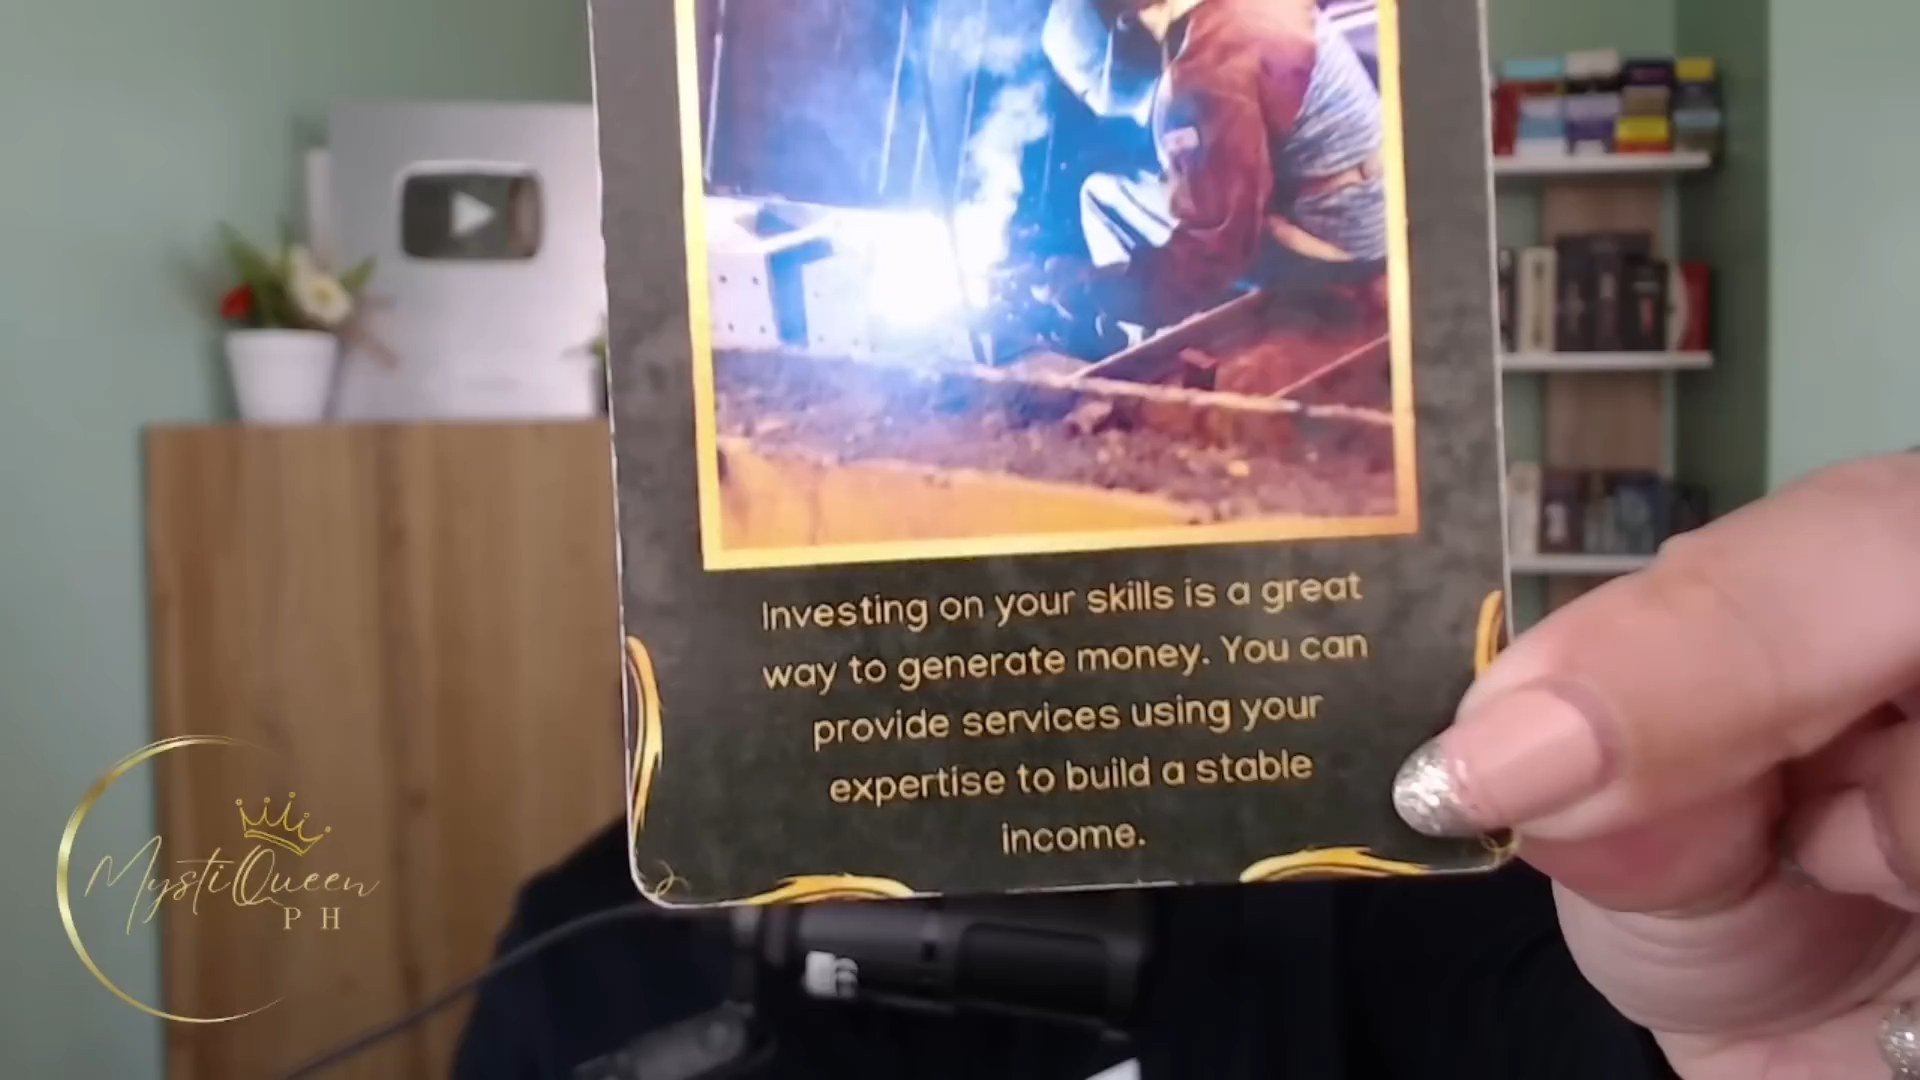 Investing on your skills is a great
way to generate money. You can
provide services using your
expertise to build a stable
income.
MystiQueen
PH